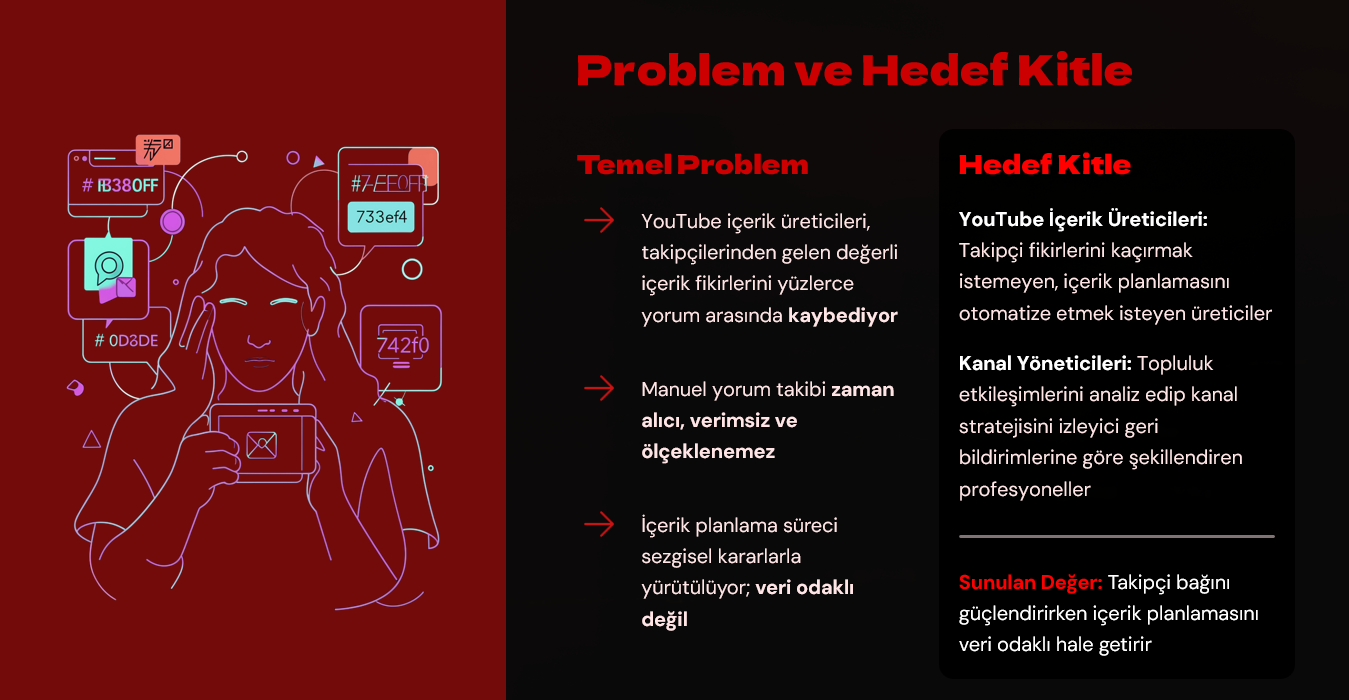 Problem ve Hedef Kitle
Temel Problem
YouTube içerik üreticileri,
takipçilerinden gelen değerli
içerik fikirlerini yüzlerce
yorum arasında kaybediyor
Manuel yorum takibi zaman
alıcı, verimsiz ve
ölçeklenemez
İçerik planlama süreci
sezgisel kararlarla
yürütülüyor; veri odaklı
değil
Hedef Kitle
YouTube İçerik Üreticileri:
Takipçi fikirlerini kaçırmak
istemeyen, içerik planlamasını
otomatize etmek isteyen üreticiler
Kanal Yöneticileri: Topluluk
etkileşimlerini analiz edip kanal
stratejisini izleyici geri
bildirimlerine göre şekillendiren
profesyoneller
Sunulan Değer: Takipçi bağını
güçlendirirken içerik planlamasını
veri odaklı hale getirir
733ef4
# 0D3DE
742f0